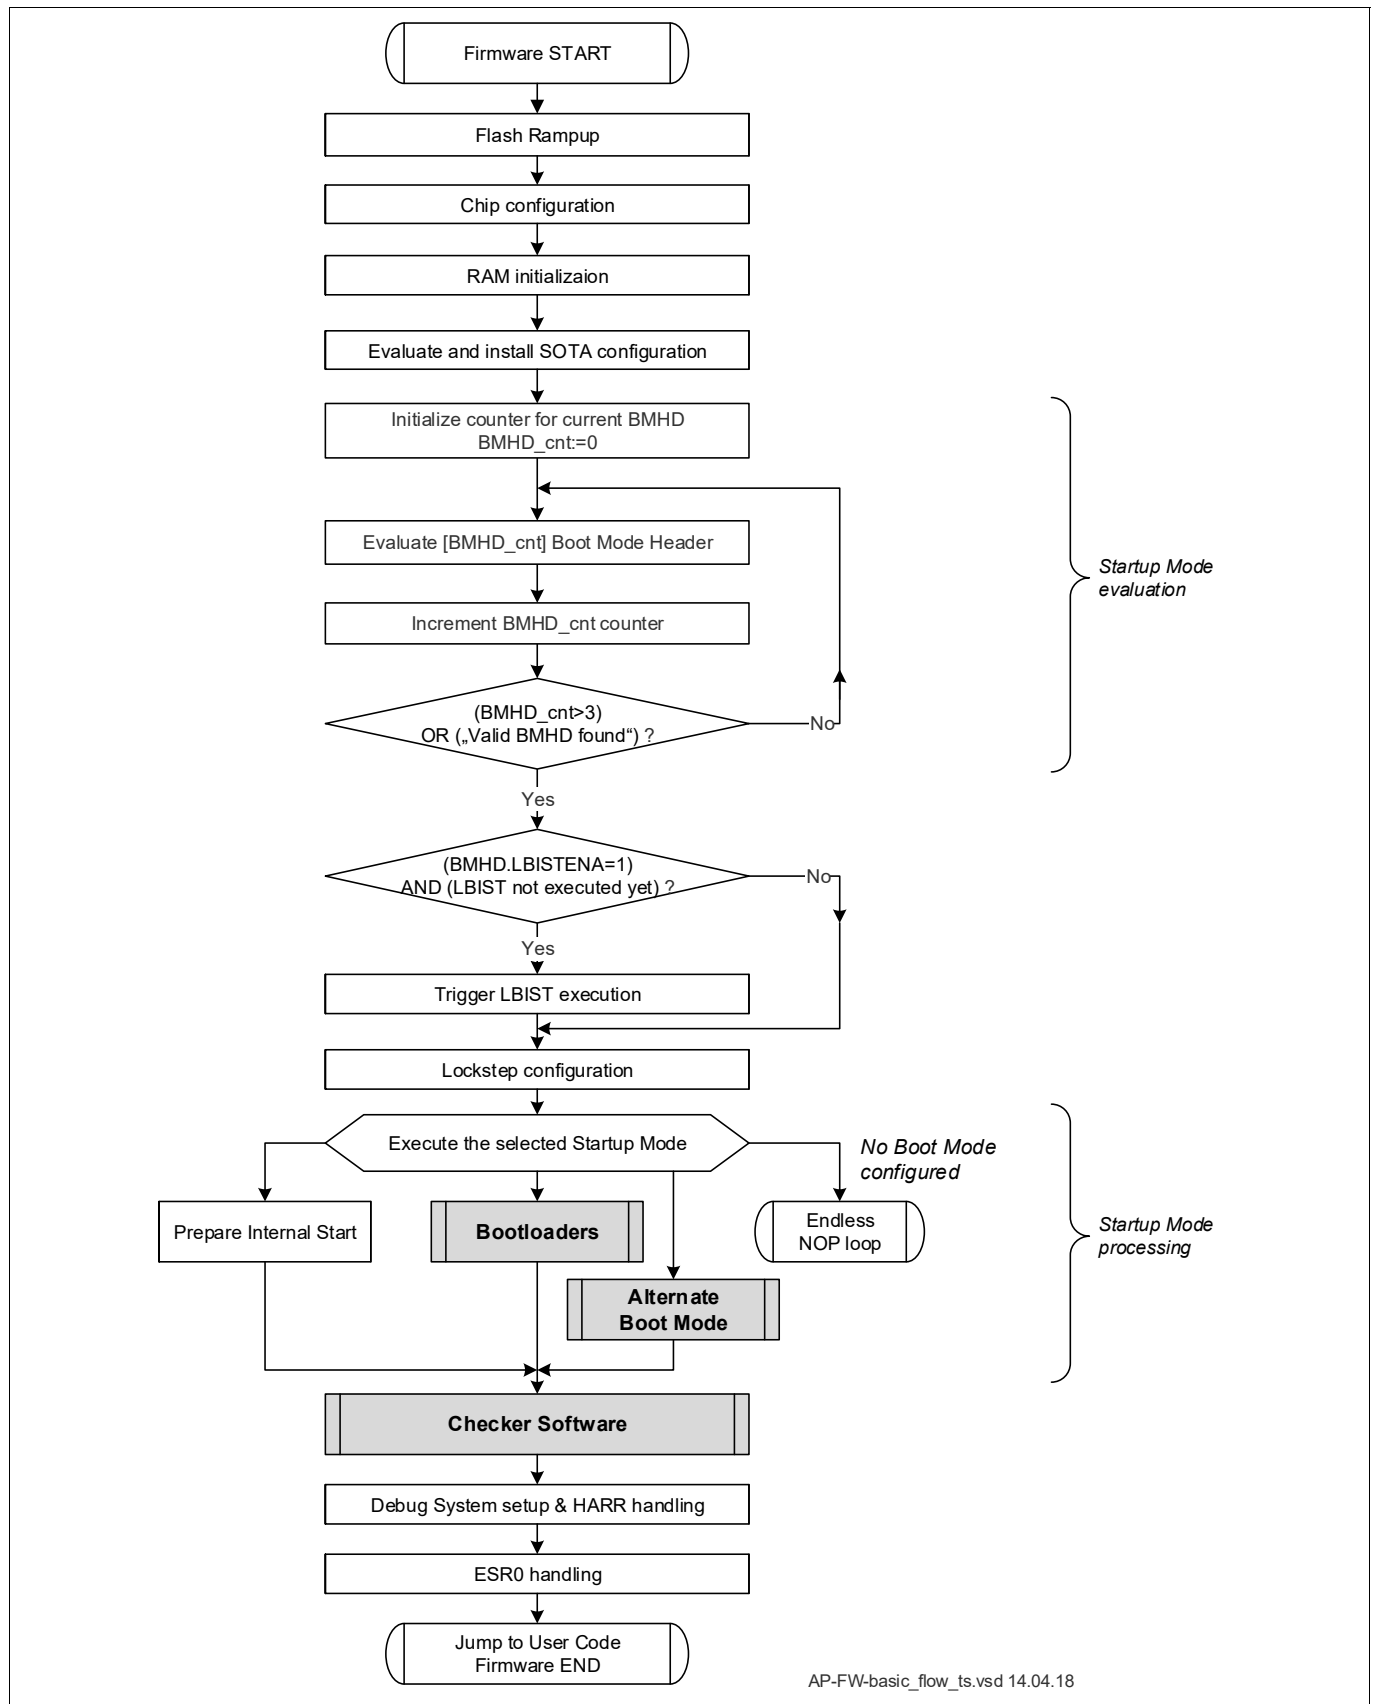 Firmware START
Flash Rampup
Chip configuration
RAM initializaion
Evaluate and install SOTA configuration
Initialize counter for current BMHD
BMHD_cnt:=0
Evaluate [BMHD_cnt] Boot Mode Header
Startup Mode
evaluation
Increment BMHD_cnt counter
(BMHD_cnt>3)
OR („Valid BMHD found“) ?
No
Yes
(BMHD.LBISTENA=1)
AND (LBIST not executed yet) ?
No
Yes
Trigger LBIST execution
Lockstep configuration
Execute the selected Startup Mode
No Boot Mode
configured
Prepare Internal Start
Bootloaders
Endless
NOP loop
Startup Mode
processing
Alternate
Boot Mode
Checker Software
Debug System setup & HARR handling
ESR0 handling
Jump to User Code
Firmware END
AP-FW-basic_flow_ts.vsd 14.04.18